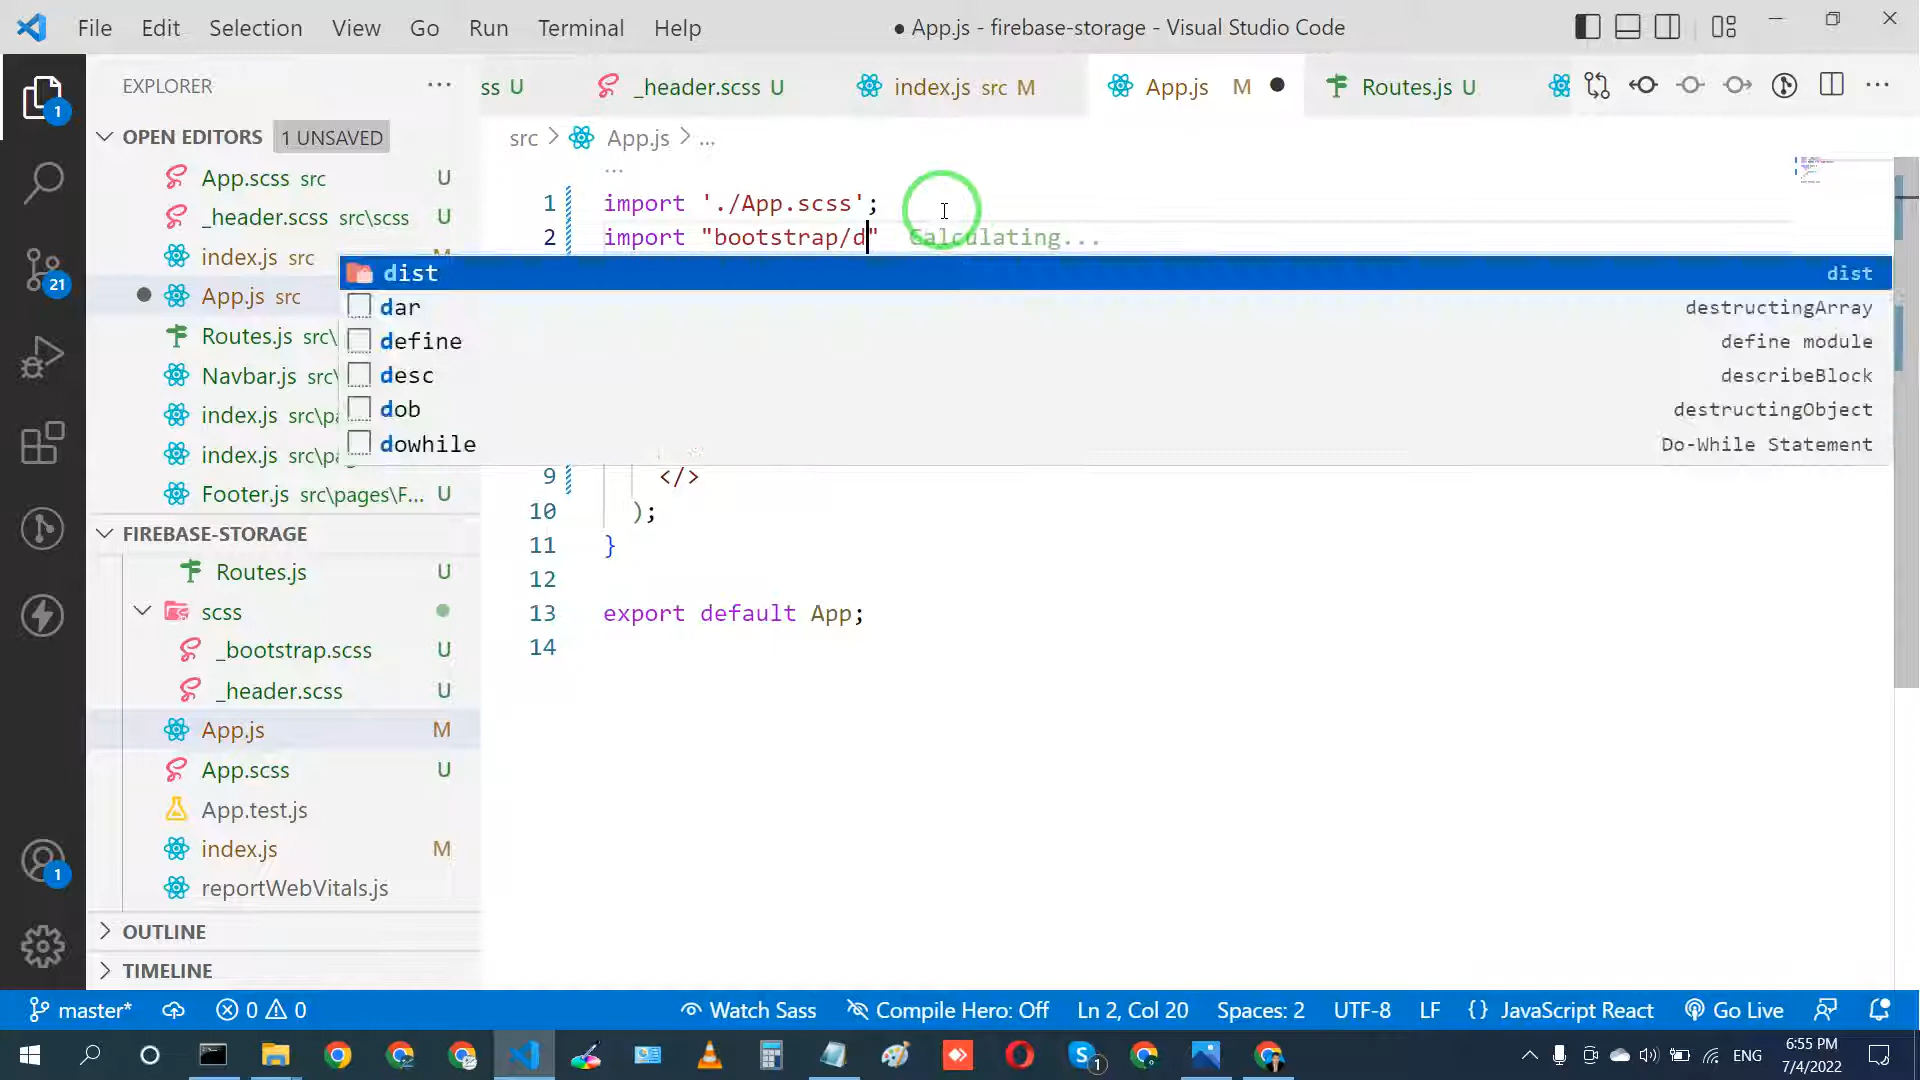 File Edit Selection View Go Run Terminal Help
● App.js - firebase-storage - Visual Studio Code
EXPLORER
ss U
_header.scss U
index.js src M
App.js M
Routes.js U
OPEN EDITORS 1 UNSAVED
App.scss src U
_header.scss src\scss U
index.js src
App.js src
Routes.js src\
Navbar.js src\
index.js src\pa
index.js src\pa
Footer.js src\pages\F... U
FIREBASE-STORAGE
Routes.js U
scss
_bootstrap.scss U
_header.scss U
App.js M
App.scss U
App.test.js
index.js M
reportWebVitals.js
OUTLINE
TIMELINE
src > App.js > ...
...
1 import './App.scss';
2 import "bootstrap/d" Calculating...
dist dist
dar destructingArray
define define module
desc describeBlock
dob destructingObject
dowhile Do-While Statement
9 </>
10 );
11 }
12
13 export default App;
14
1
21
1
master* 0 0 Watch Sass Compile Hero: Off Ln 2, Col 20 Spaces: 2 UTF-8 LF {} JavaScript React Go Live
1
ENG
6:55 PM
7/4/2022